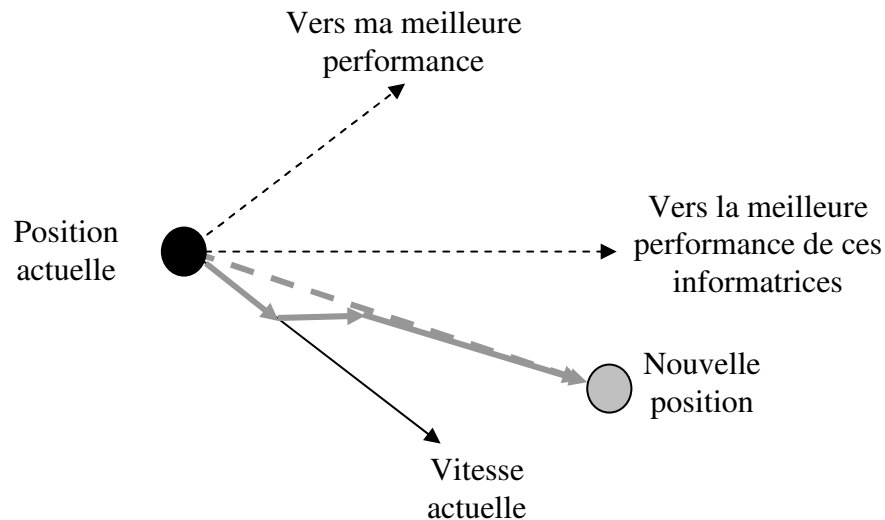 Vers ma meilleure
performance
Position
actuelle
Vers la meilleure
performance de ces
informatrices
Nouvelle
position
Vitesse
actuelle